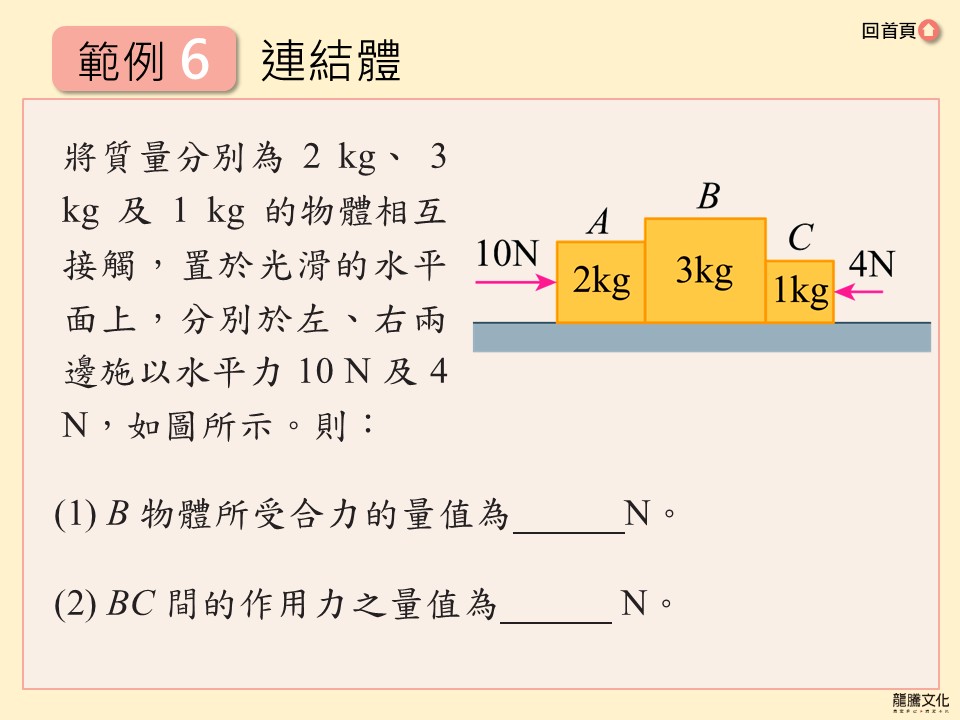 回首頁
範例 6 連結體
將質量分別為 2 kg、 3
kg 及 1 kg 的物體相互
接觸，置於光滑的水平
面上，分別於左、右兩
邊施以水平力 10 N 及 4
N，如圖所示。則：
A
B
C
10N
2kg
3kg
1kg
4N
(1) B 物體所受合力的量值為______N。
(2) BC 間的作用力之量值為______ N。
龍騰文化